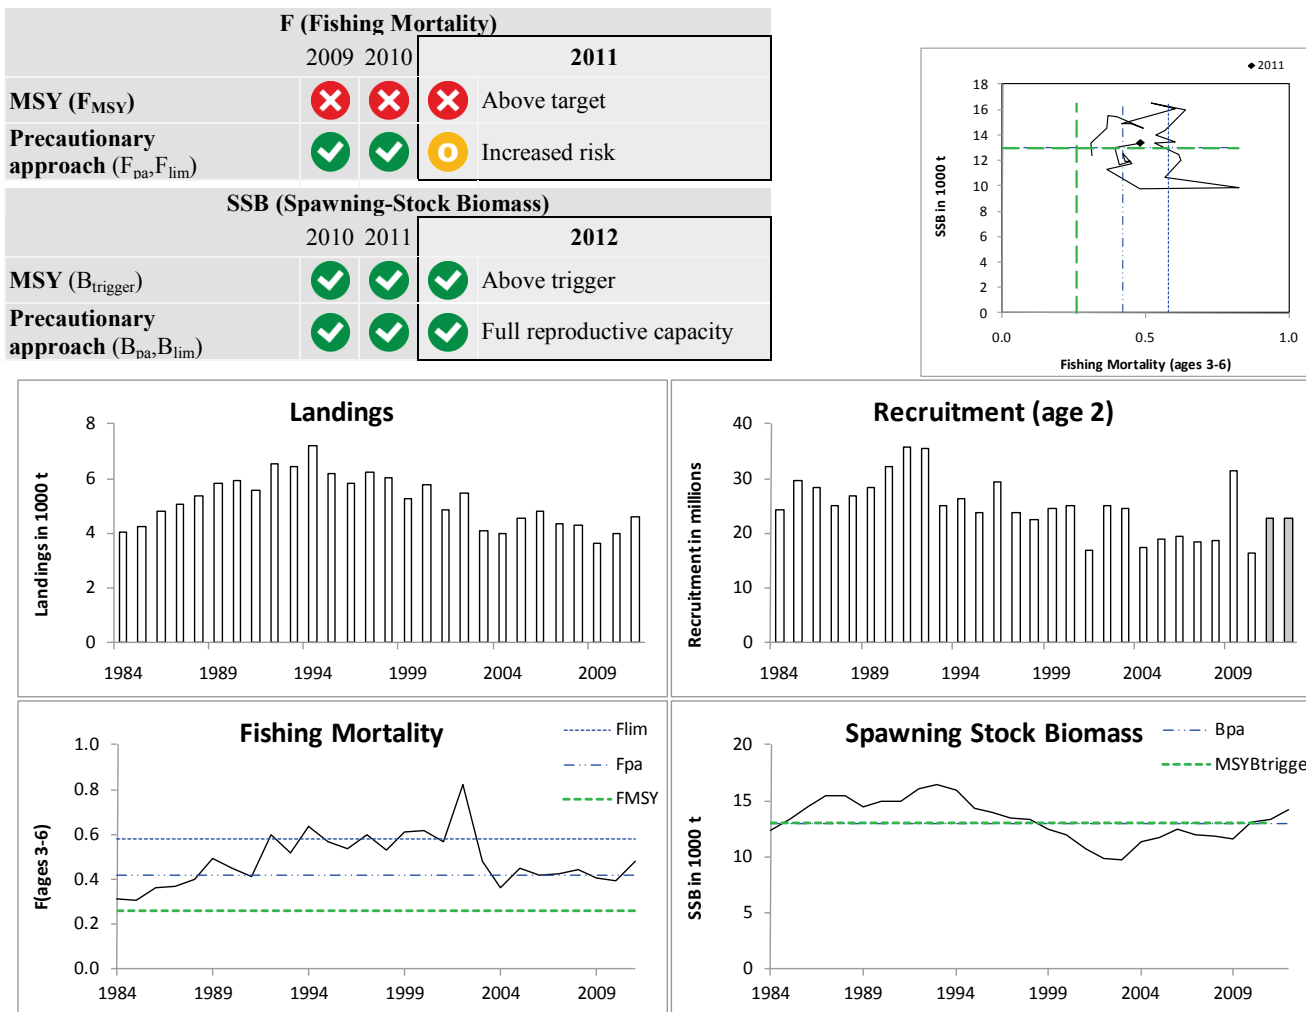 F (Fishing Mortality)
2009 2010 2011
MSY (FMSY) Above target
Precautionary
approach (Fpa,Flim) Increased risk
SSB (Spawning-Stock Biomass)
2010 2011 2012
MSY (Btrigger) Above trigger
Precautionary
approach (Bpa,Blim) Full reproductive capacity
2011
SSB in 1000 t
18
16
14
12
10
8
6
4
2
0
0.0 0.5 1.0
Fishing Mortality (ages 3-6)
Landings
Landings in 1000 t
8
6
4
2
0
1984 1989 1994 1999 2004 2009
Recruitment (age 2)
Recruitment in millions
40
30
20
10
0
1984 1989 1994 1999 2004 2009
Fishing Mortality
F(ages 3-6)
1.0
0.8
0.6
0.4
0.2
0.0
1984 1989 1994 1999 2004 2009
Flim
Fpa
FMSY
Spawning Stock Biomass
SSB in 1000 t
20
15
10
5
0
1984 1989 1994 1999 2004 2009
Bpa
MSYBtrigge